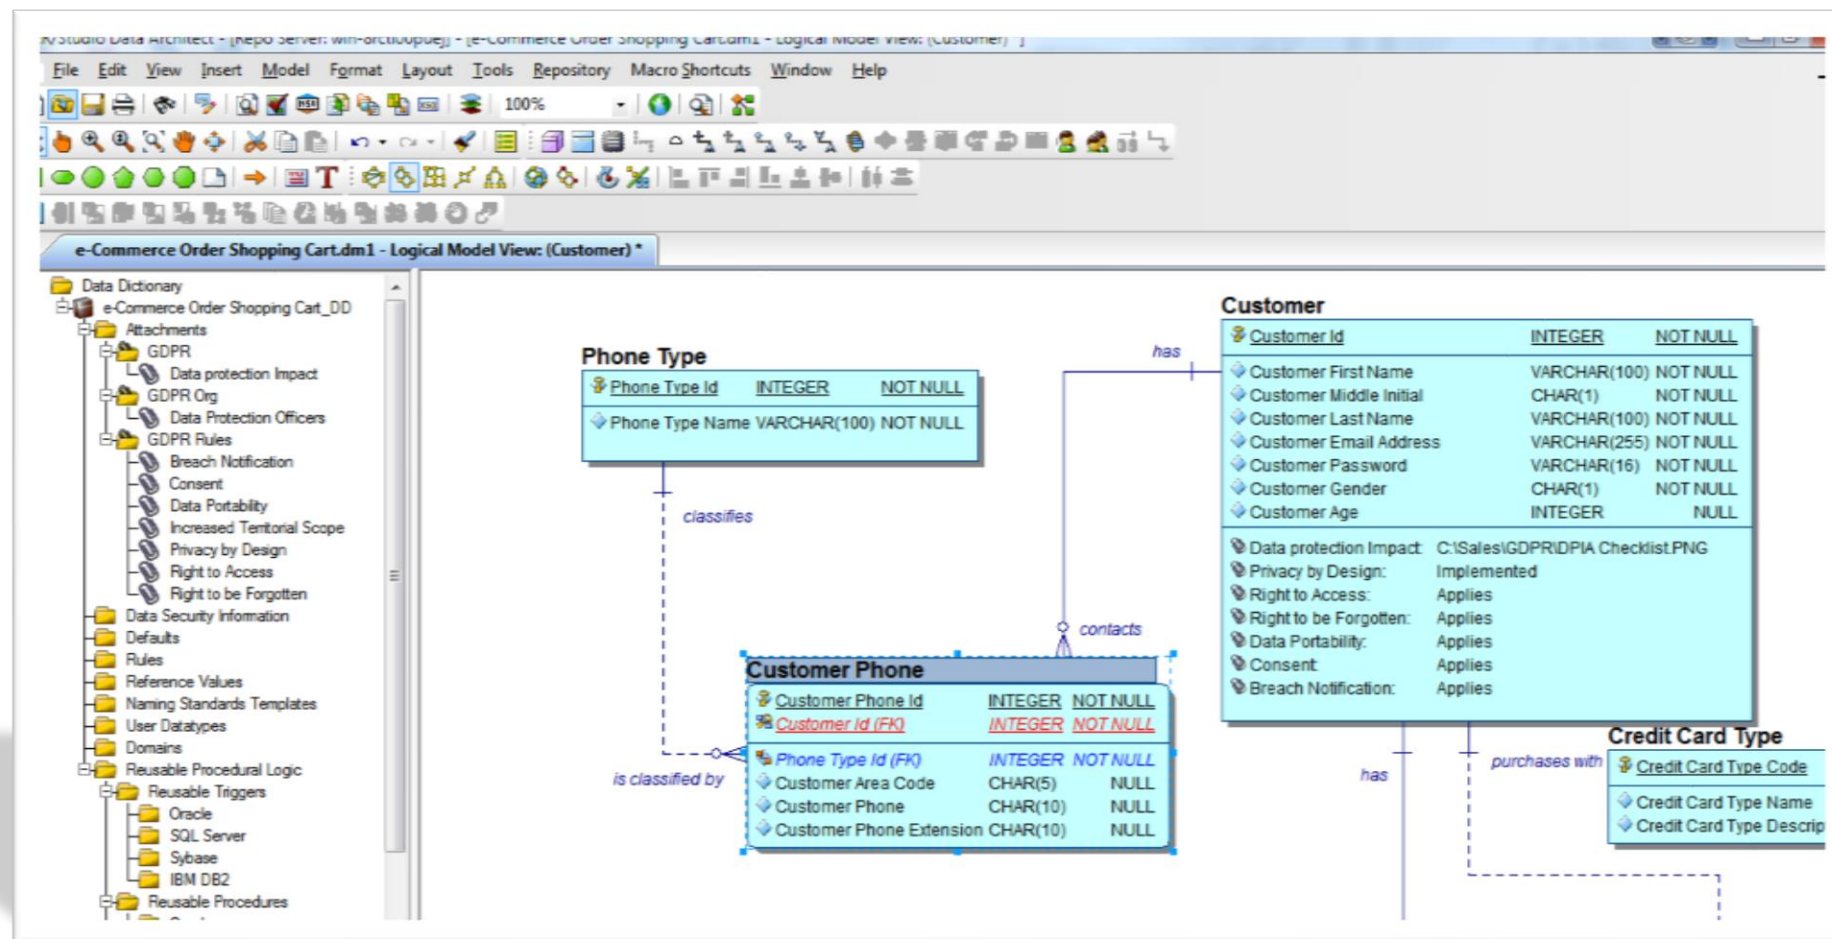 File Edit View Insert Model Format Layout Tools Repository Macro Shortcuts Window Help
100%
e-Commerce Order Shopping Cart.dm1 - Logical Model View: (Customer) *
Data Dictionary
e-Commerce Order Shopping Cart_DD
Attachments
GDPR
Data protection Impact
GDPR Org
Data Protection Officers
GDPR Rules
Breach Notification
Consent
Data Portability
Increased Territorial Scope
Privacy by Design
Right to Access
Right to be Forgotten
Data Security Information
Defaults
Rules
Reference Values
Naming Standards Templates
User Datatypes
Domains
Reusable Procedural Logic
Reusable Triggers
Oracle
SQL Server
Sybase
IBM DB2
Reusable Procedures
Phone Type
Phone Type Id INTEGER NOT NULL
Phone Type Name VARCHAR(100) NOT NULL
classifies
is classified by
has
contacts
Customer Phone
Customer Phone Id INTEGER NOT NULL
Customer Id (FK) INTEGER NOT NULL
Phone Type Id (FK) INTEGER NOT NULL
Customer Area Code CHAR(5) NULL
Customer Phone CHAR(10) NULL
Customer Phone Extension CHAR(10) NULL
Customer
Customer Id INTEGER NOT NULL
Customer First Name VARCHAR(100) NOT NULL
Customer Middle Initial CHAR(1) NOT NULL
Customer Last Name VARCHAR(100) NOT NULL
Customer Email Address VARCHAR(255) NOT NULL
Customer Password VARCHAR(16) NOT NULL
Customer Gender CHAR(1) NOT NULL
Customer Age INTEGER NULL
Data protection Impact: C:\Sales\GDPR\DPIA Checklist.PNG
Privacy by Design: Implemented
Right to Access: Applies
Right to be Forgotten: Applies
Data Portability: Applies
Consent: Applies
Breach Notification: Applies
has
purchases with
Credit Card Type
Credit Card Type Code
Credit Card Type Name
Credit Card Type Descrip